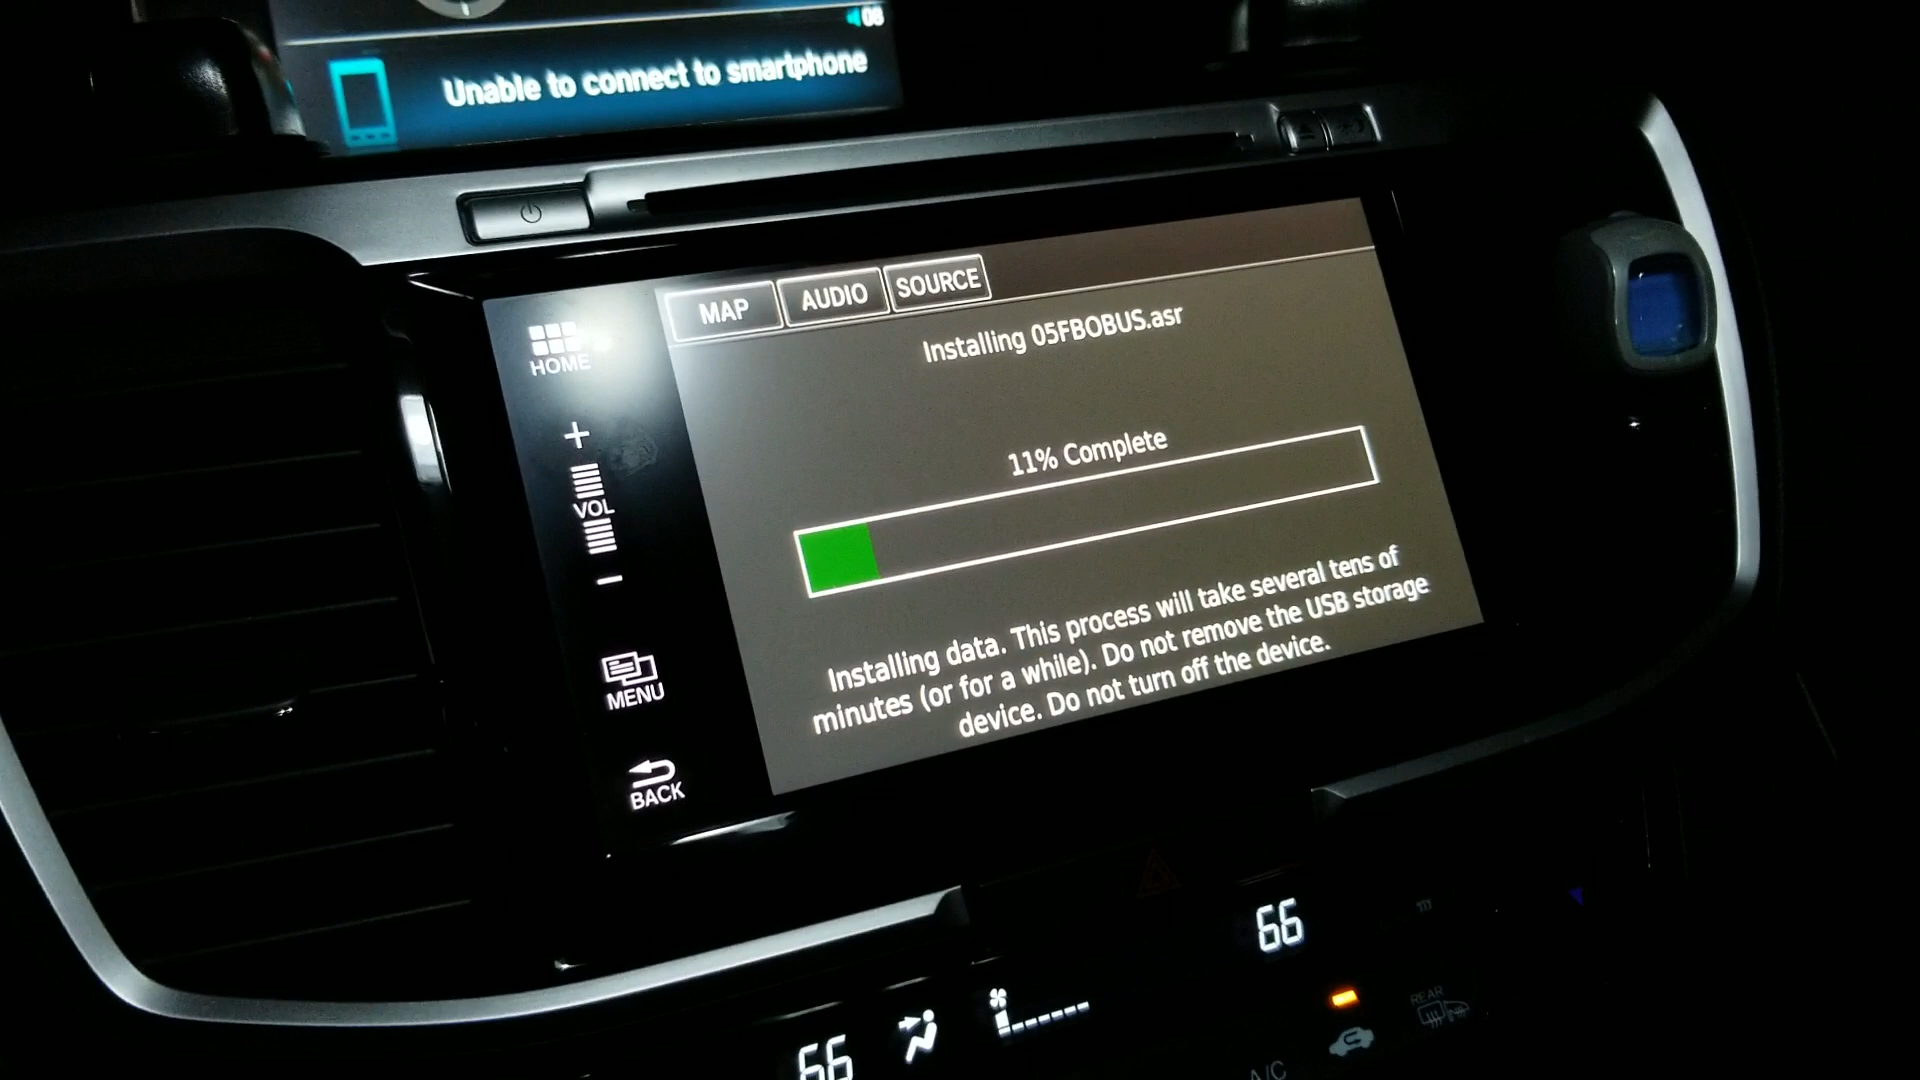 08
Unable to connect to smartphone
MAP
AUDIO
SOURCE
HOME
Installing 05FBOBUS.asr
11% Complete
+
VOL
−
Installing data. This process will take several tens of
minutes (or for a while). Do not remove the USB storage
device. Do not turn off the device.
MENU
BACK
66
66
REAR
A/C